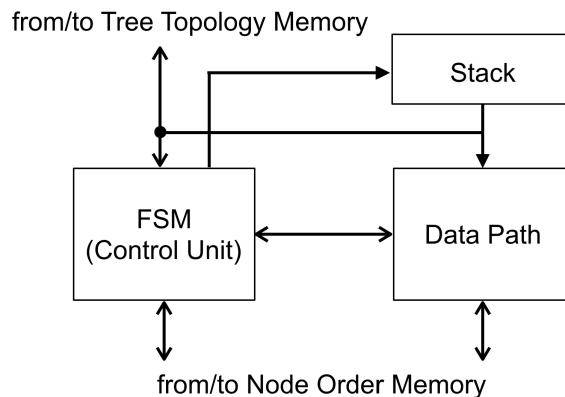 from/to Tree Topology Memory
Stack
FSM
(Control Unit)
Data Path
from/to Node Order Memory